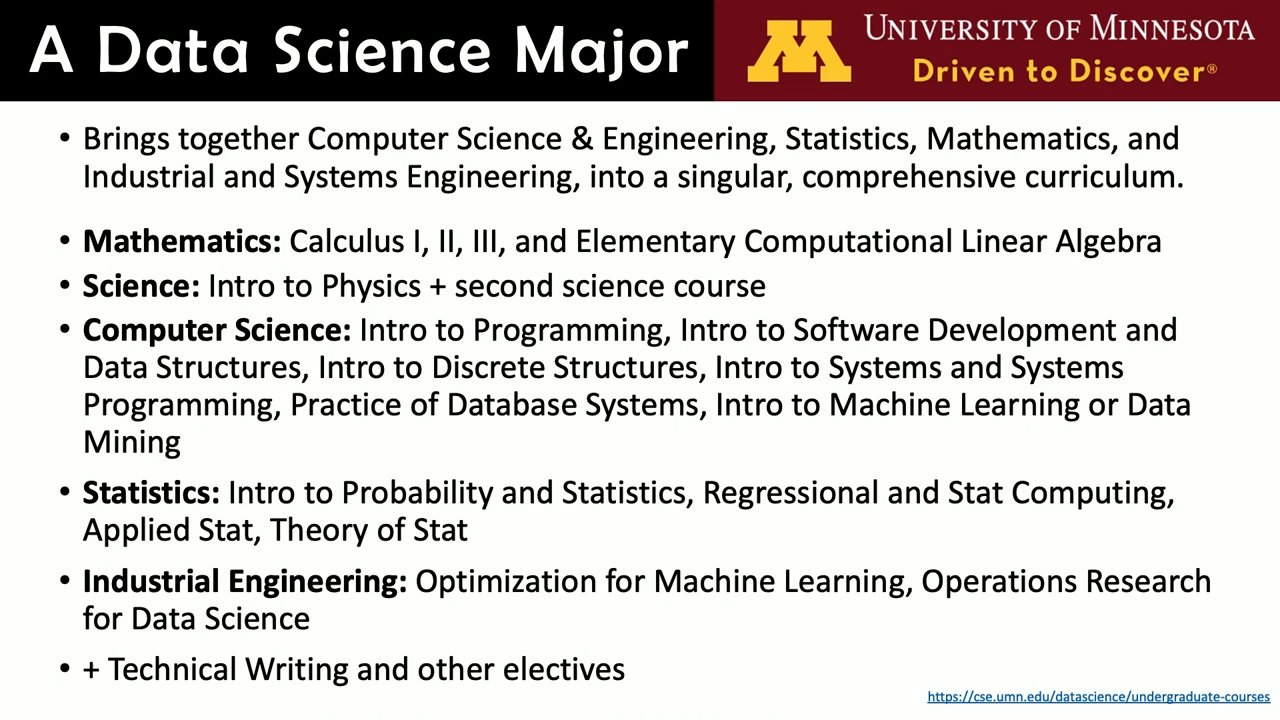 A Data Science Major
UNIVERSITY OF MINNESOTA
Driven to Discover®
• Brings together Computer Science & Engineering, Statistics, Mathematics, and
Industrial and Systems Engineering, into a singular, comprehensive curriculum.
• Mathematics: Calculus I, II, III, and Elementary Computational Linear Algebra
• Science: Intro to Physics + second science course
• Computer Science: Intro to Programming, Intro to Software Development and
Data Structures, Intro to Discrete Structures, Intro to Systems and Systems
Programming, Practice of Database Systems, Intro to Machine Learning or Data
Mining
• Statistics: Intro to Probability and Statistics, Regressional and Stat Computing,
Applied Stat, Theory of Stat
• Industrial Engineering: Optimization for Machine Learning, Operations Research
for Data Science
• + Technical Writing and other electives
https://cse.umn.edu/datascience/undergraduate-courses